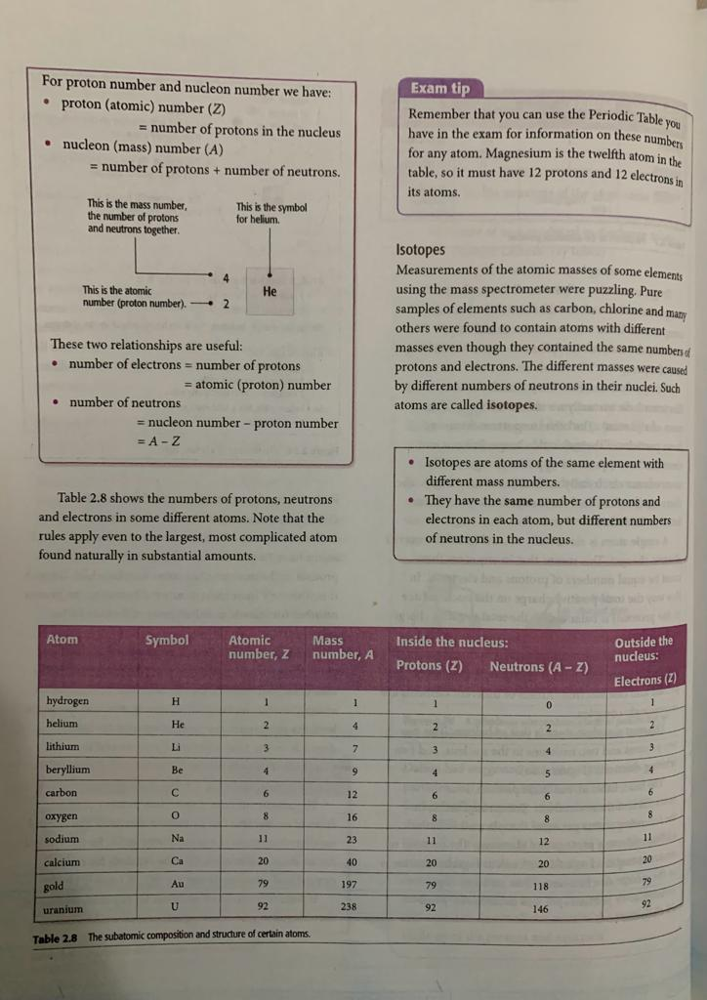 For proton number and nucleon number we have:
• proton (atomic) number (Z)
= number of protons in the nucleus
• nucleon (mass) number (A)
= number of protons + number of neutrons.
This is the mass number,
the number of protons
and neutrons together.
This is the symbol
for helium.
4
He
This is the atomic
number (proton number).
2
These two relationships are useful:
• number of electrons = number of protons
= atomic (proton) number
• number of neutrons
= nucleon number – proton number
= A – Z
Table 2.8 shows the numbers of protons, neutrons
and electrons in some different atoms. Note that the
rules apply even to the largest, most complicated atom
found naturally in substantial amounts.
Exam tip
Remember that you can use the Periodic Table you
have in the exam for information on these numbers
for any atom. Magnesium is the twelfth atom in the
table, so it must have 12 protons and 12 electrons in
its atoms.
Isotopes
Measurements of the atomic masses of some elements
using the mass spectrometer were puzzling. Pure
samples of elements such as carbon, chlorine and many
others were found to contain atoms with different
masses even though they contained the same numbers of
protons and electrons. The different masses were caused
by different numbers of neutrons in their nuclei. Such
atoms are called isotopes.
• Isotopes are atoms of the same element with
different mass numbers.
• They have the same number of protons and
electrons in each atom, but different numbers
of neutrons in the nucleus.
Atom Symbol Atomic number, Z Mass number, A Inside the nucleus: Protons (Z) Neutrons (A – Z) Outside the nucleus: Electrons (Z)
hydrogen H 1 1 1 0 1
helium He 2 4 2 2 2
lithium Li 3 7 3 4 3
beryllium Be 4 9 4 5 4
carbon C 6 12 6 6 6
oxygen O 8 16 8 8 8
sodium Na 11 23 11 12 11
calcium Ca 20 40 20 20 20
gold Au 79 197 79 118 79
uranium U 92 238 92 146 92
Table 2.8 The subatomic composition and structure of certain atoms.